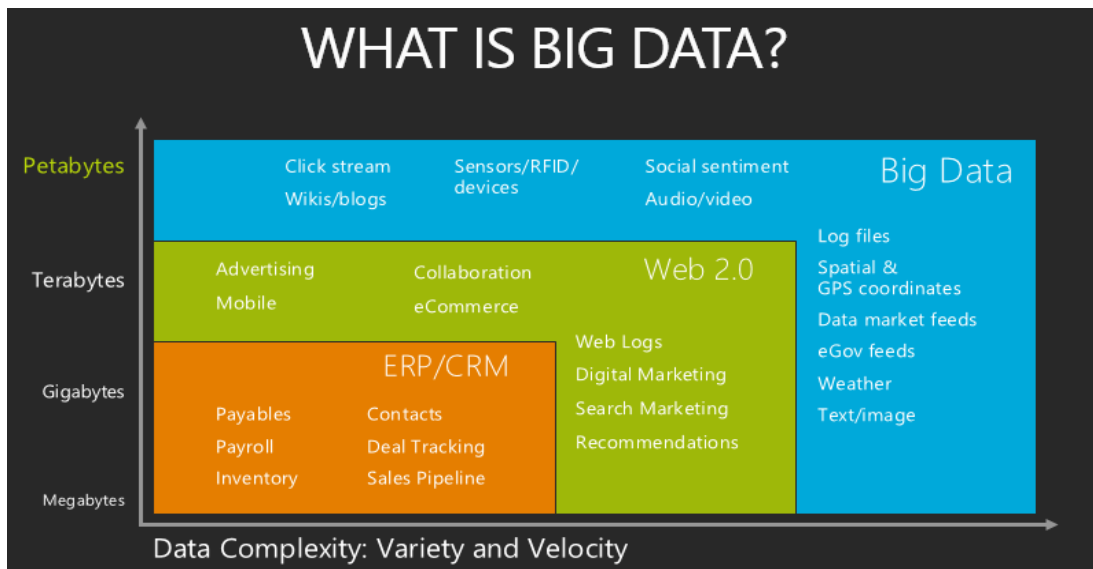 WHAT IS BIG DATA?
Petabytes
Terabytes
Gigabytes
Megabytes
Click stream
Wikis/blogs
Sensors/RFID/
devices
Social sentiment
Audio/video
Big Data
Log files
Spatial &
GPS coordinates
Data market feeds
eGov feeds
Weather
Text/image
Advertising
Mobile
Collaboration
eCommerce
Web 2.0
Web Logs
Digital Marketing
Search Marketing
Recommendations
ERP/CRM
Payables
Payroll
Inventory
Contacts
Deal Tracking
Sales Pipeline
Data Complexity: Variety and Velocity